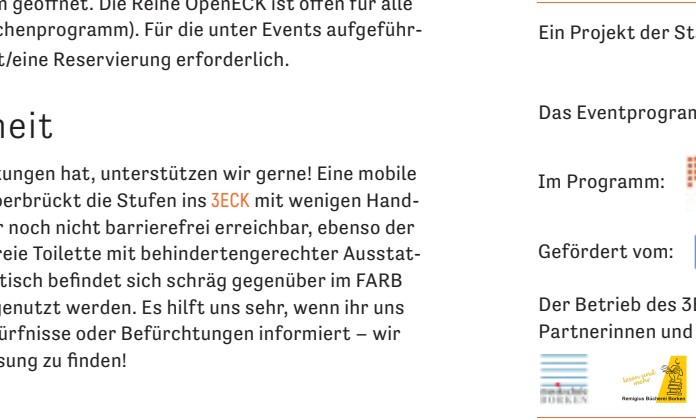 m geöffnet. Die Reihe OpenECK ist offen für alle
chenprogramm). Für die unter Events aufgeführ-
t/eine Reservierung erforderlich.
heit
kungen hat, unterstützen wir gerne! Eine mobile
berbrückt die Stufen ins 3ECK mit wenigen Hand-
r noch nicht barrierefrei erreichbar, ebenso der
reie Toilette mit behindertengerechter Ausstat-
tisch befindet sich schräg gegenüber im FARB
genutzt werden. Es hilft uns sehr, wenn ihr uns
ürfnisse oder Befürchtungen informiert – wir
sung zu finden!
Ein Projekt der St
Das Eventprogram
Im Programm:
Gefördert vom:
Der Betrieb des 3E
Partnerinnen und
musikschule
BORKEN
lesen und
mehr
Remigius Bücherei Borken